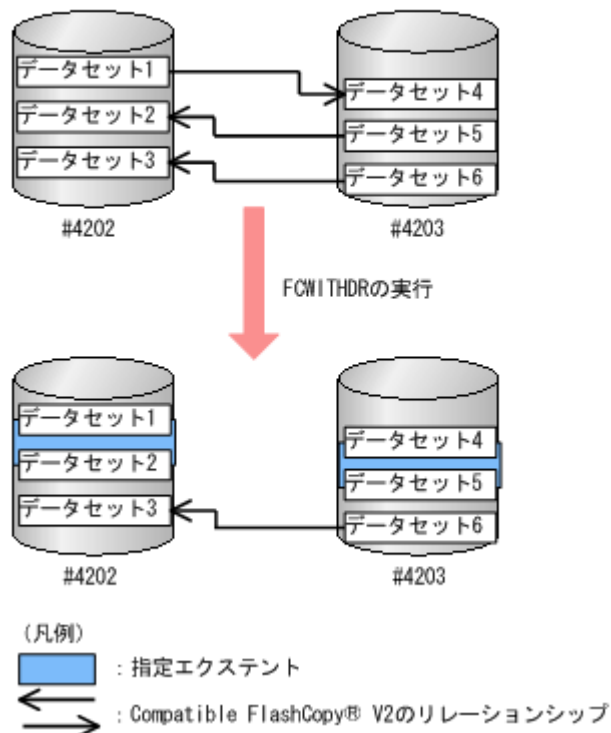 データセット1
データセット2
データセット3
データセット4
データセット5
データセット6
#4202
#4203
FCWITHDRの実行
データセット1
データセット2
データセット3
データセット4
データセット5
データセット6
#4202
#4203
(凡例)
:指定エクステント
:Compatible FlashCopy® V2のリレーションシップ